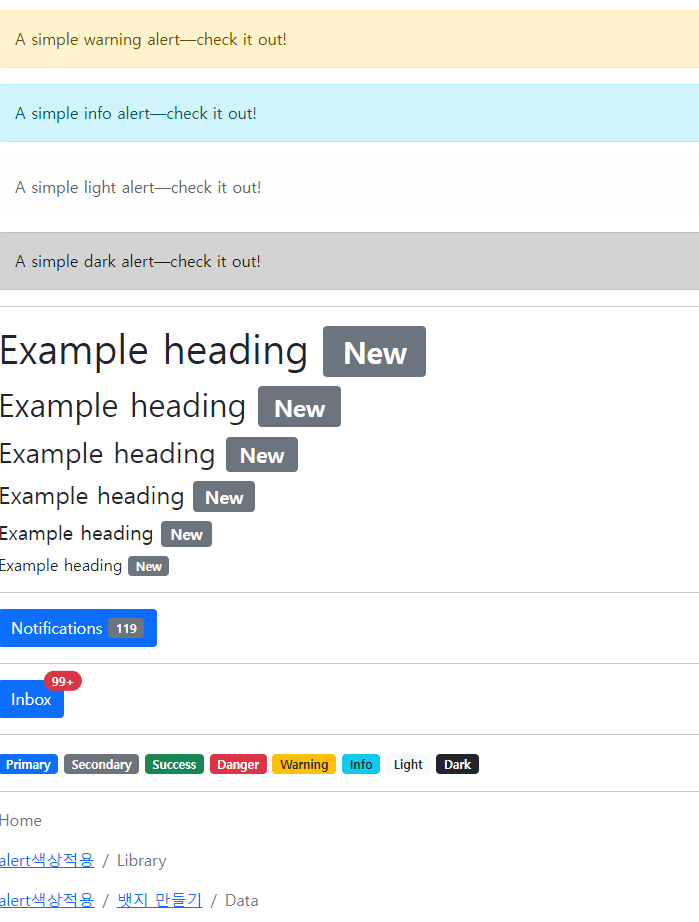 A simple warning alert—check it out!
A simple info alert—check it out!
A simple light alert—check it out!
A simple dark alert—check it out!
Example heading New
Example heading New
Example heading New
Example heading New
Example heading New
Example heading New
Notifications 119
99+
Inbox
Primary Secondary Success Danger Warning Info Light Dark
Home
alert색상적용 / Library
alert색상적용 / 뱃지 만들기 / Data